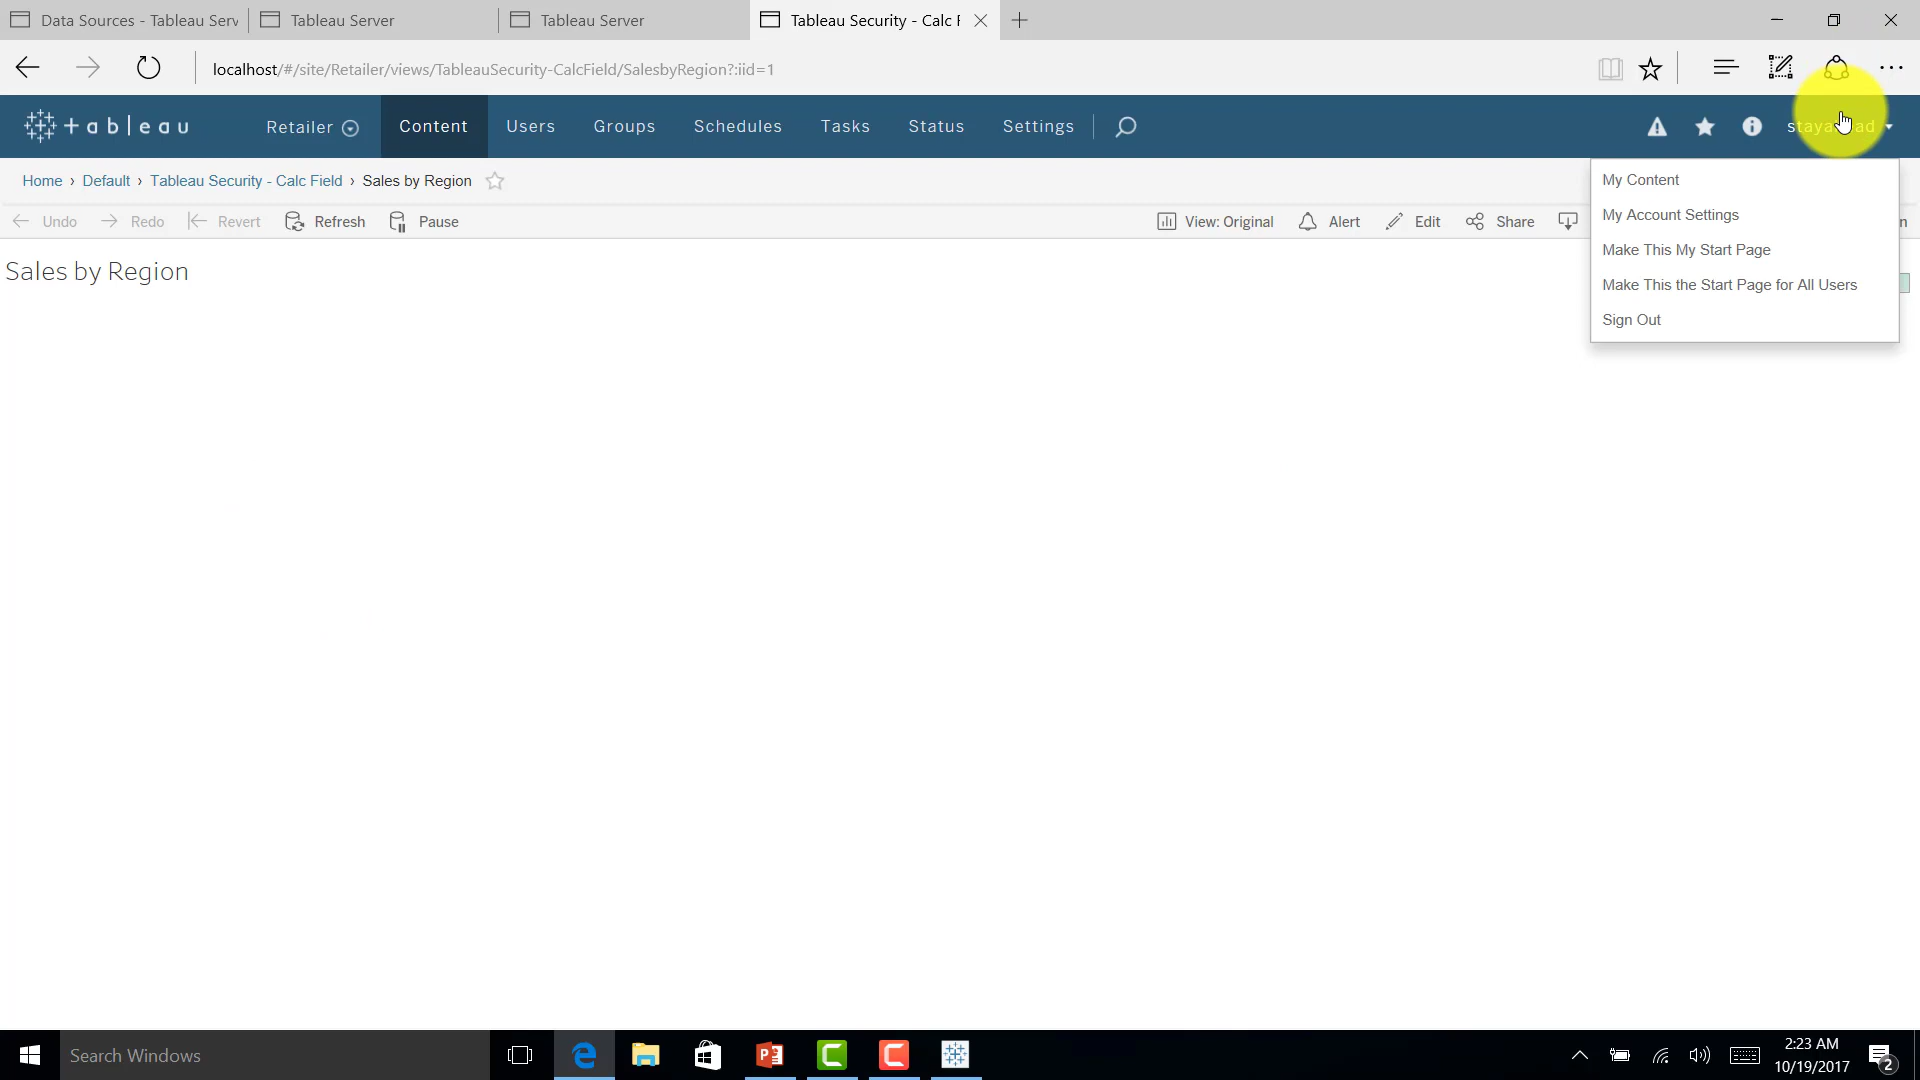 Data Sources - Tableau Serv
Tableau Server
Tableau Server
Tableau Security - Calc F
localhost/#/site/Retailer/views/TableauSecurity-CalcField/SalesbyRegion?:iid=1
+ableau
Retailer
Content
Users
Groups
Schedules
Tasks
Status
Settings
Home › Default › Tableau Security - Calc Field › Sales by Region
My Content
My Account Settings
Make This My Start Page
Make This the Start Page for All Users
Sign Out
Undo
Redo
Revert
Refresh
Pause
View: Original
Alert
Edit
Share
n
Sales by Region
Search Windows
2:23 AM
10/19/2017
2